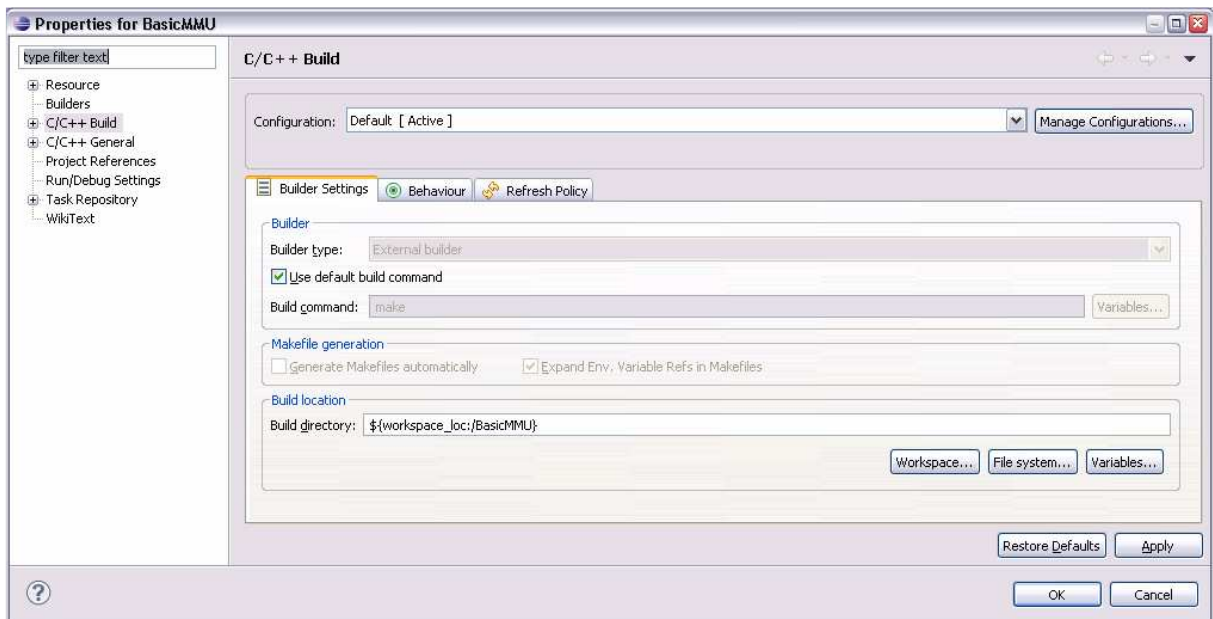 Properties for BasicMMU
type filter text
Resource
Builders
C/C++ Build
C/C++ General
Project References
Run/Debug Settings
Task Repository
WikiText
C/C++ Build
Configuration: Default [ Active ] Manage Configurations...
Builder Settings Behaviour Refresh Policy
Builder
Builder type: External builder
Use default build command
Build command: make Variables...
Makefile generation
Generate Makefiles automatically Expand Env. Variable Refs in Makefiles
Build location
Build directory: ${workspace_loc:/BasicMMU}
Workspace... File system... Variables...
Restore Defaults Apply
? OK Cancel